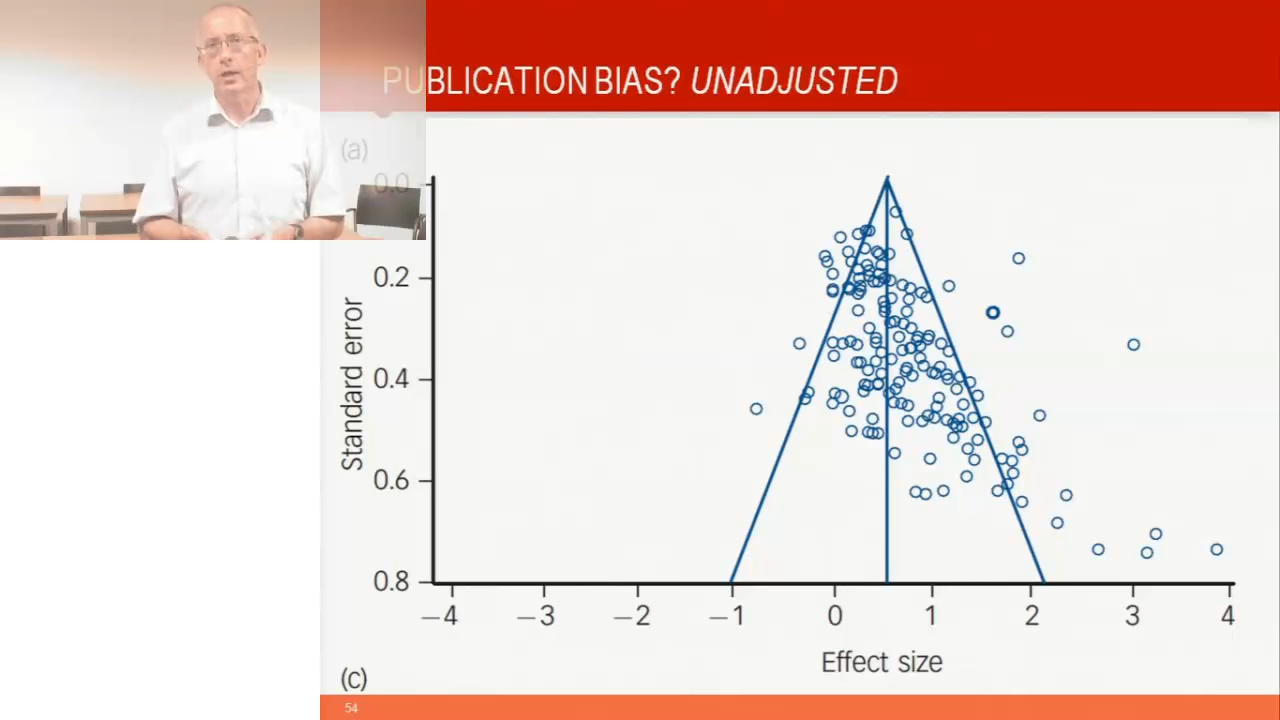 PUBLICATION BIAS? UNADJUSTED
(a)
0.0
0.2
0.4
0.6
0.8
Standard error
−4 −3 −2 −1 0 1 2 3 4
Effect size
(c)
54